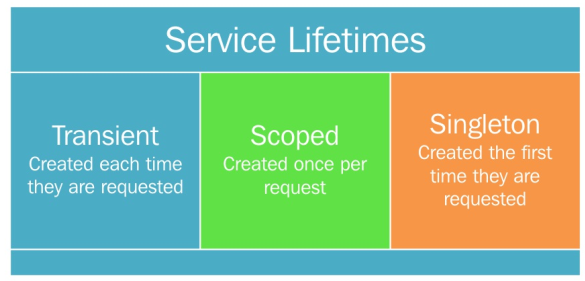 Service Lifetimes
Transient
Created each time
they are requested
Scoped
Created once per
request
Singleton
Created the first
time they are
requested